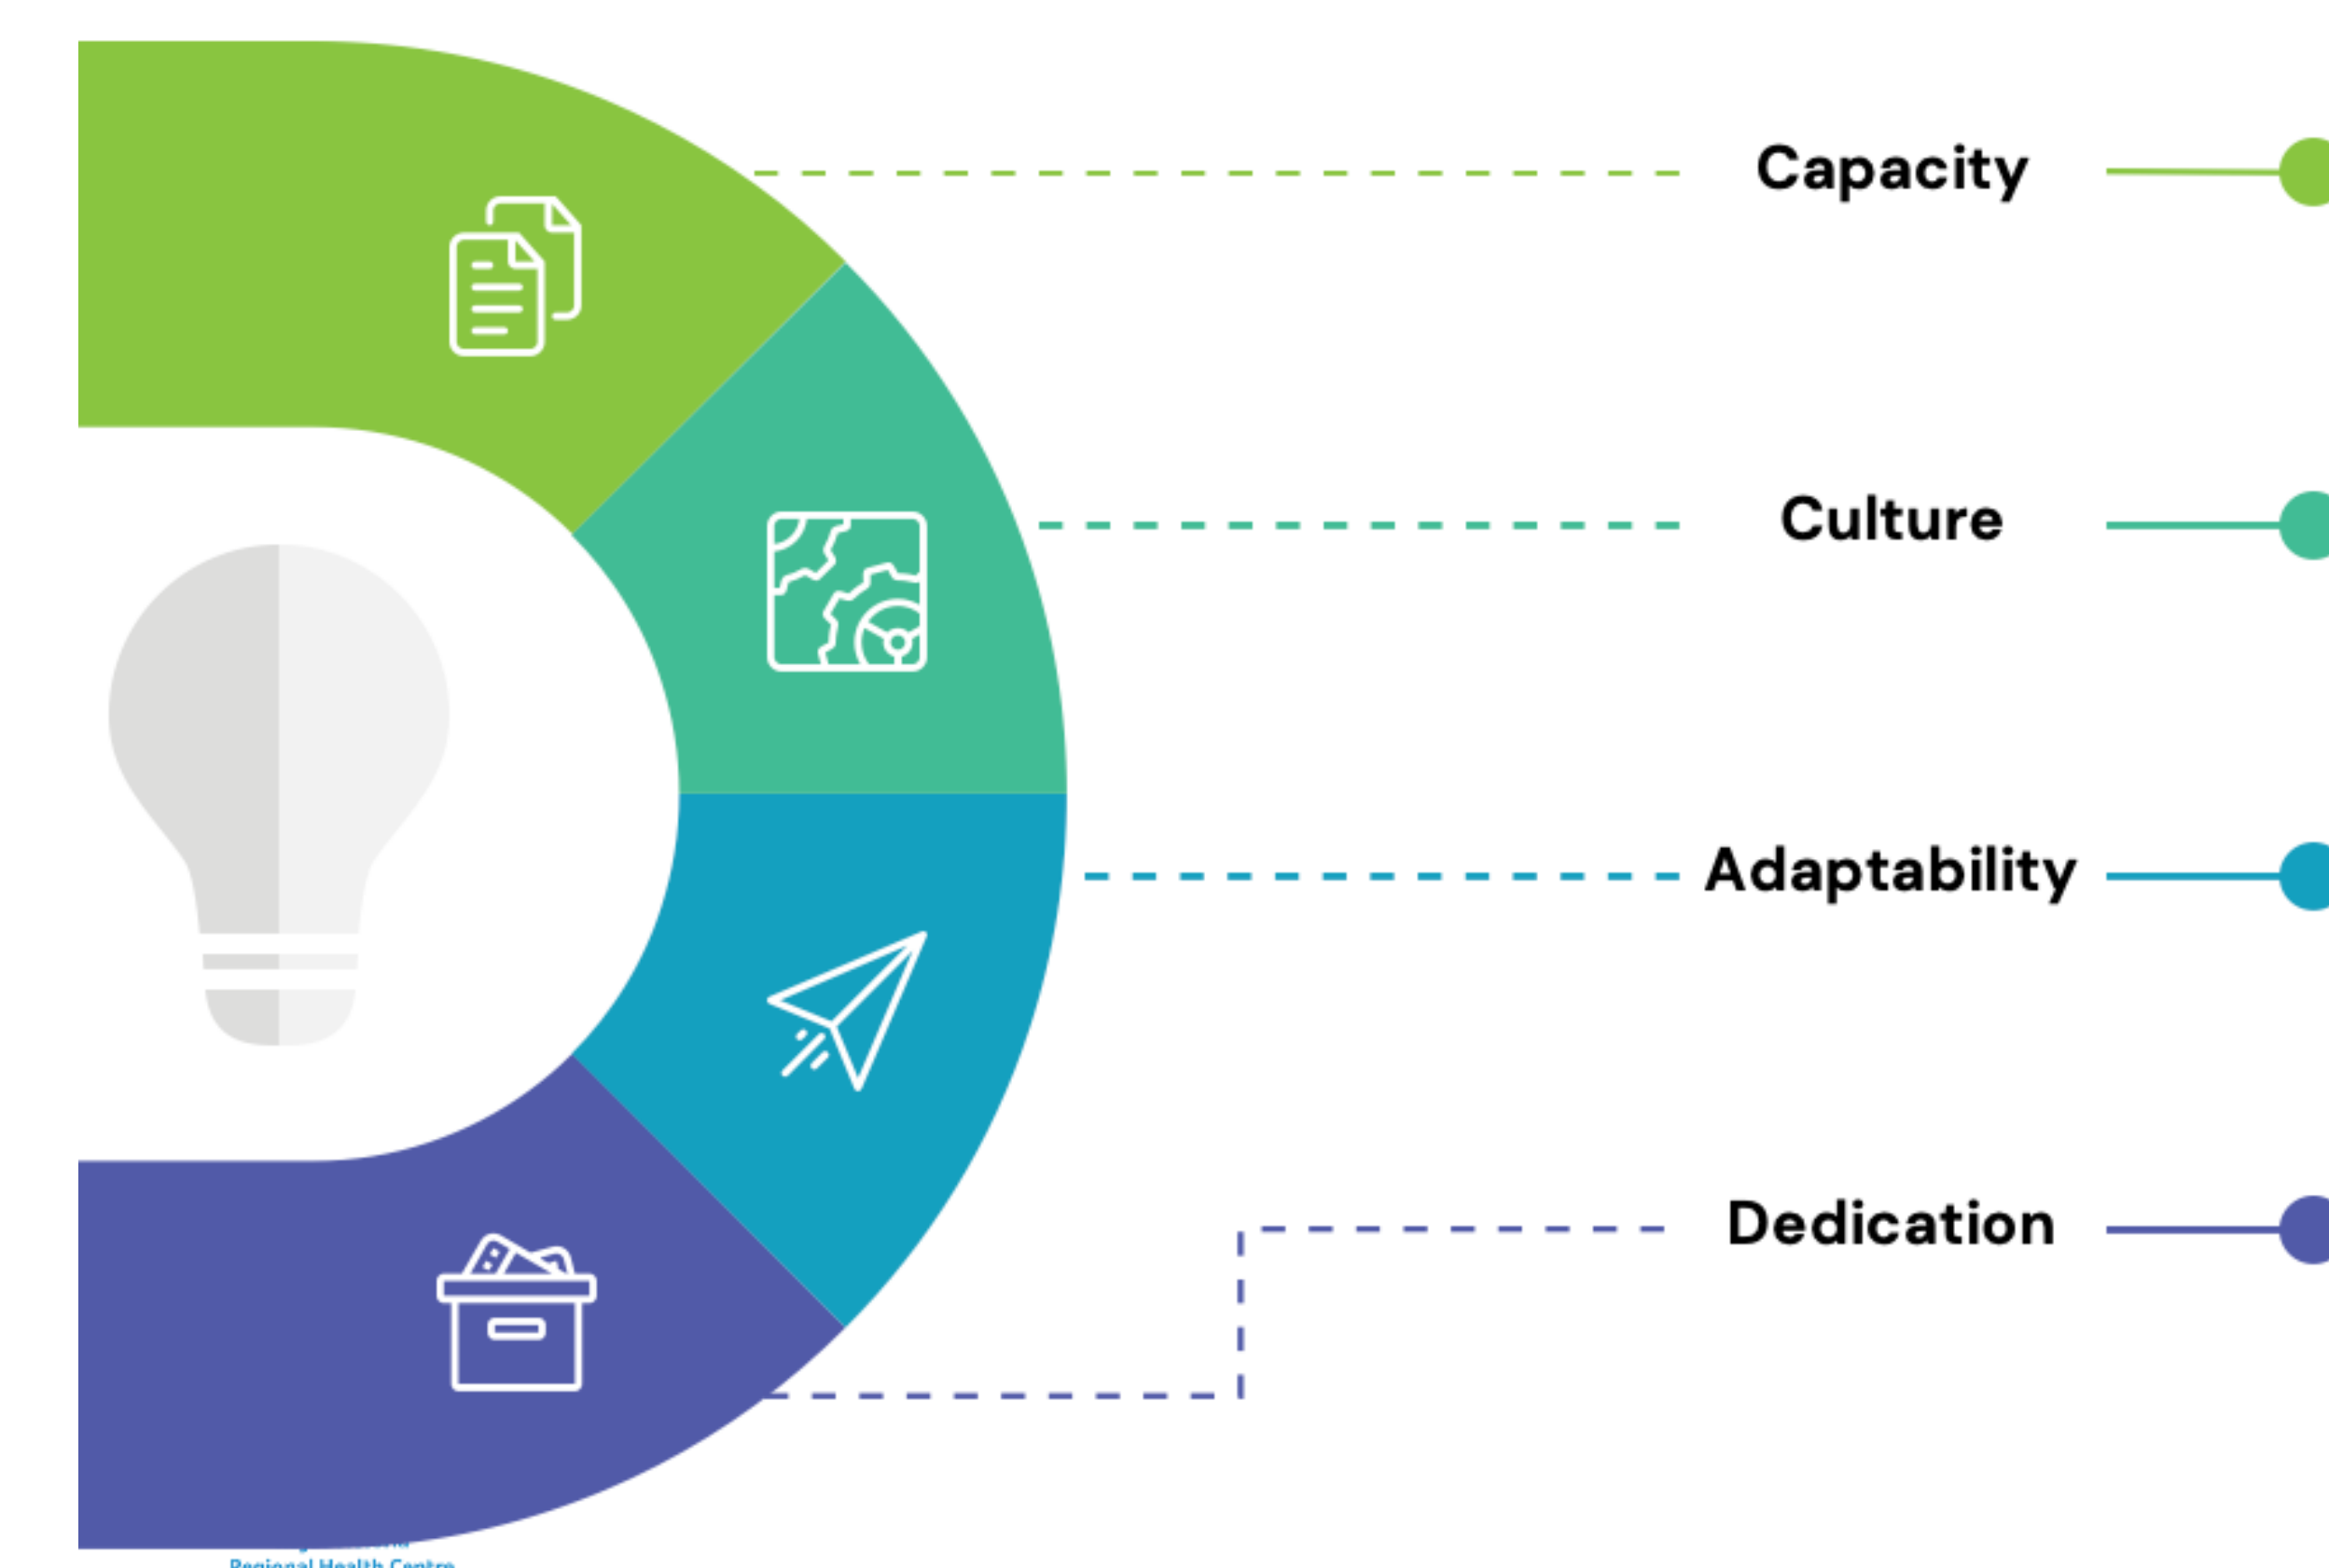 Capacity
Culture
Adaptability
Dedication
Regional Health Centre